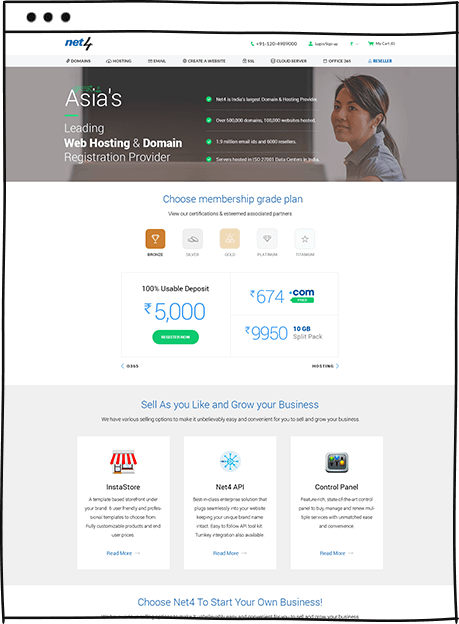 net4
+91-120-4989000
Login/Sign up
₹
My Cart (0)
DOMAINS
HOSTING
EMAIL
CREATE A WEBSITE
SSL
CLOUD SERVER
OFFICE 365
RESELLER
Asia's
Leading
Web Hosting & Domain
Registration Provider
Net4 is India's largest Domain & Hosting Provider.
Over 500,000 domains, 100,000 websites hosted.
1.9 million email ids and 6000 resellers.
Servers hosted in ISO 27001 Data Centers in India.
Choose membership grade plan
View our certifications & esteemed associated partners
BRONZE
SILVER
GOLD
PLATINUM
TITANIUM
100% Usable Deposit
₹5,000
REGISTER NOW
₹674
.com
₹9950
10 GB
Split Pack
O365
HOSTING
Sell As you Like and Grow your Business
We have various selling options to make it unbelievably easy and convenient for you to sell and grow your business.
InstaStore
A template based storefront under
your brand. 8 user friendly and profes-
sional templates to choose from.
Fully customizable products and end
user prices.
Read More
Net4 API
Best-in-class enterprise solution that
plugs seamlessly into your website
keeping your unique brand name
intact. Easy to follow API tool kit.
Turnkey integration also available
Read More
Control Panel
Feature-rich, state-of-the-art control
panel to buy, manage and renew mul-
tiple services with unmatched ease
and convenience
Read More
Choose Net4 To Start Your Own Business!